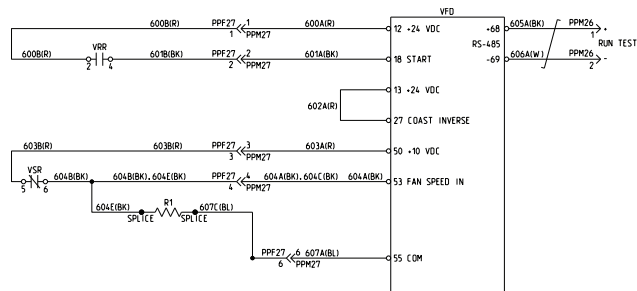 VFD
600B(R) PPF27 1 600A(R) 12 +24 VDC +68 605A(BK) PPM26 +
1 PPM27 RS-485 1 RUN TEST
600B(R) VRR 601B(BK) PPF27 2 601A(BK) 18 START -69 606A(W) PPM26 -
2 4 2 PPM27 2
13 +24 VDC
602A(R)
27 COAST INVERSE
603B(R) 603B(R) PPF27 3 603A(R) 50 +10 VDC
3 PPM27
VSR 604B(BK) 604B(BK),604E(BK) PPF27 4 604A(BK),604C(BK) 604A(BK) 53 FAN SPEED IN
5 6 4 PPM27
604E(BK) R1 607C(BL)
SPLICE SPLICE
PPF27 6 607A(BL) 55 COM
6 PPM27